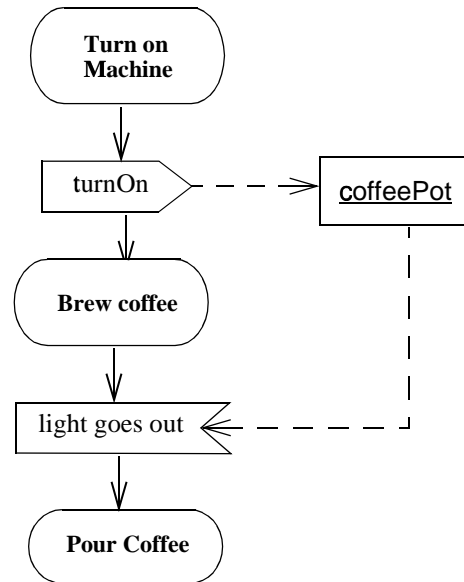 Turn on
Machine
turnOn
coffeePot
Brew coffee
light goes out
Pour Coffee